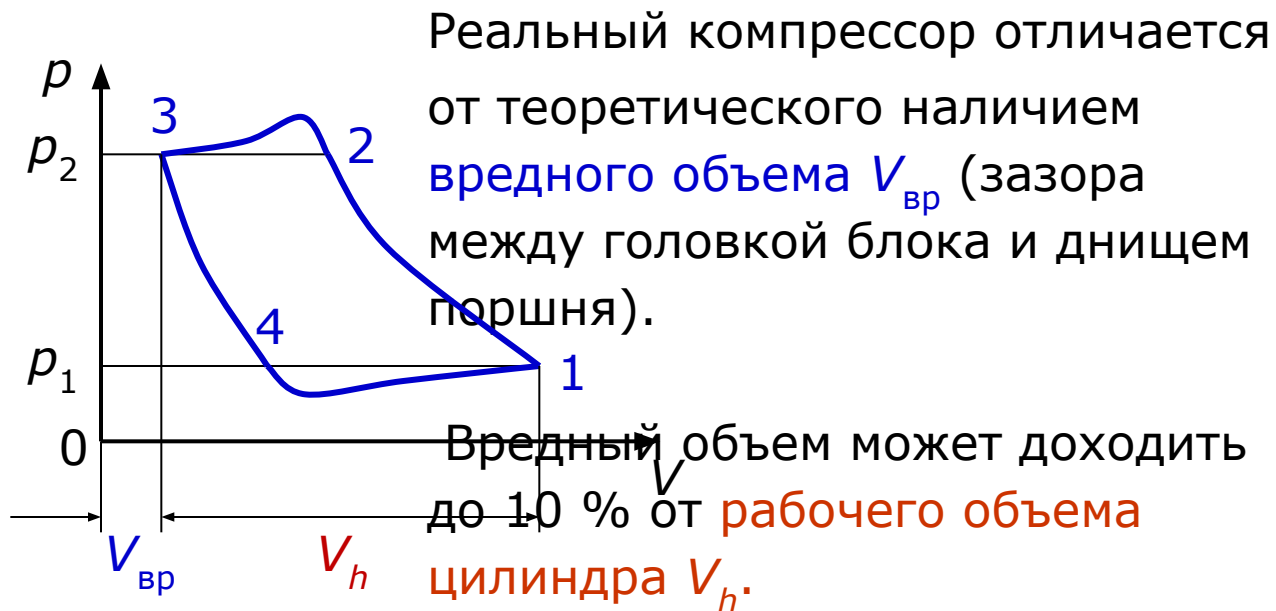 Реальный компрессор отличается
от теоретического наличием
вредного объема Vвр (зазора
между головкой блока и днищем
поршня).
Вредный объем может доходить
до 10 % от рабочего объема
цилиндра Vh.
p
3
p2
2
4
p1
1
0
V
Vвр
Vh